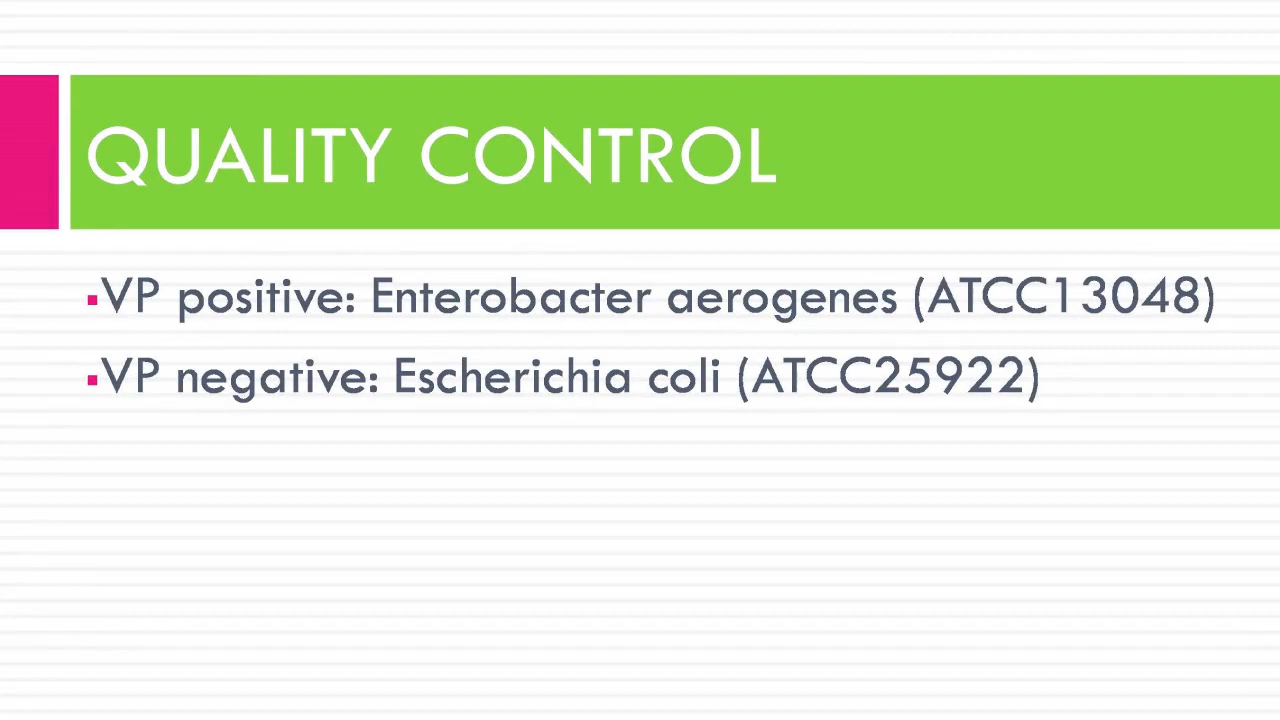 QUALITY CONTROL
▪VP positive: Enterobacter aerogenes (ATCC13048)
▪VP negative: Escherichia coli (ATCC25922)